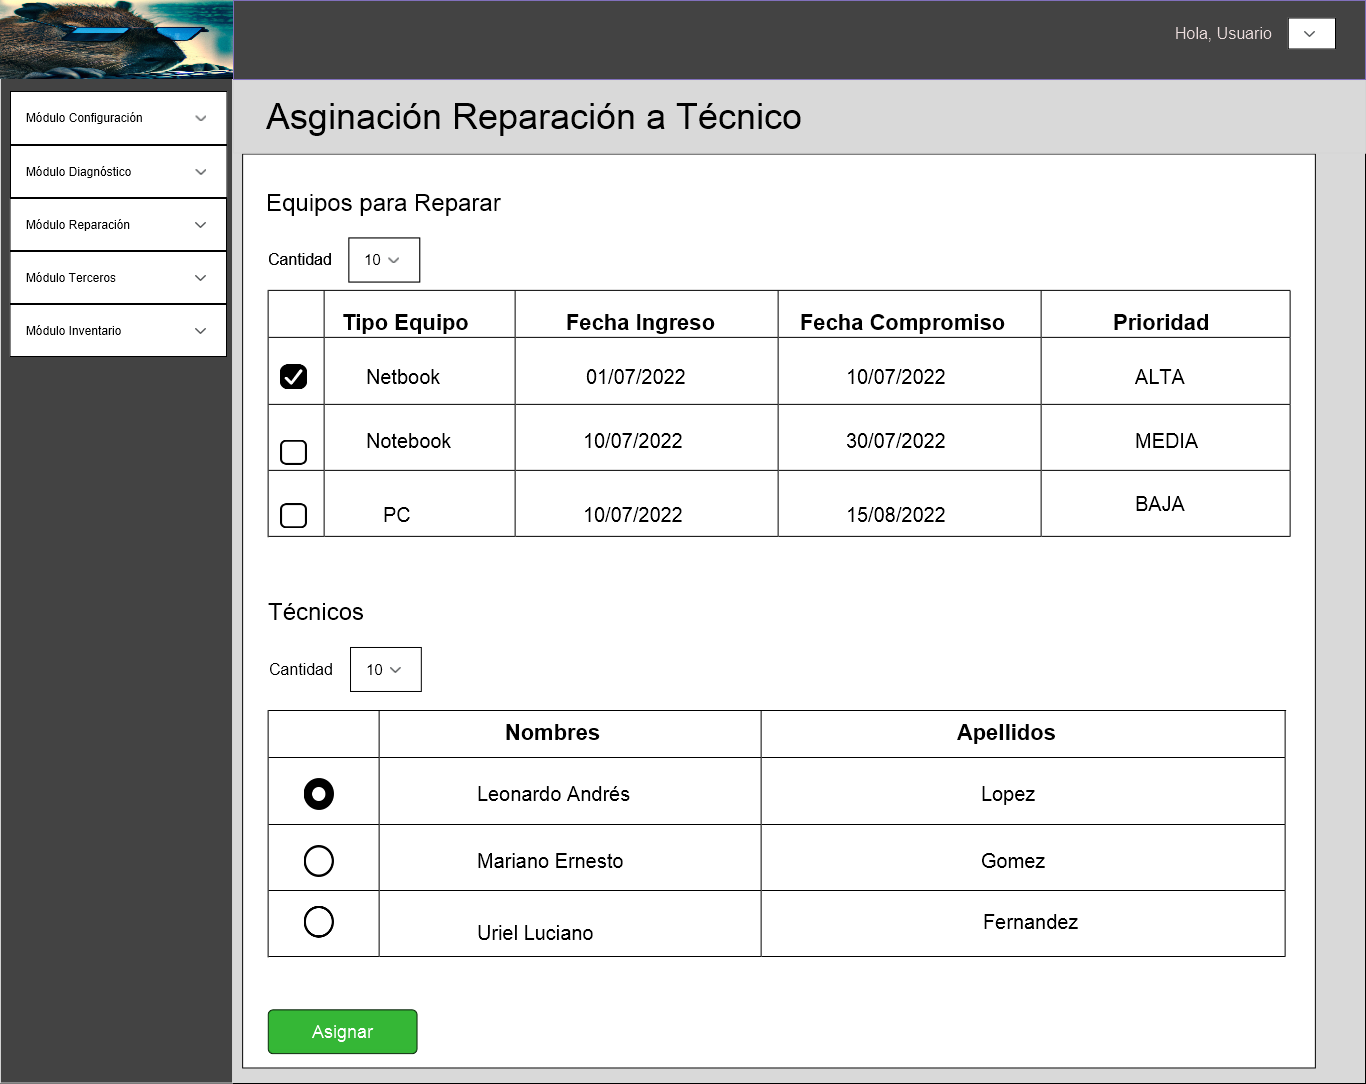 Hola, Usuario
Módulo Configuración
Módulo Diagnóstico
Módulo Reparación
Módulo Terceros
Módulo Inventario
Asginación Reparación a Técnico
Equipos para Reparar
Cantidad 10
Tipo Equipo Fecha Ingreso Fecha Compromiso Prioridad
Netbook 01/07/2022 10/07/2022 ALTA
Notebook 10/07/2022 30/07/2022 MEDIA
PC 10/07/2022 15/08/2022 BAJA
Técnicos
Cantidad 10
Nombres Apellidos
Leonardo Andrés Lopez
Mariano Ernesto Gomez
Uriel Luciano Fernandez
Asignar